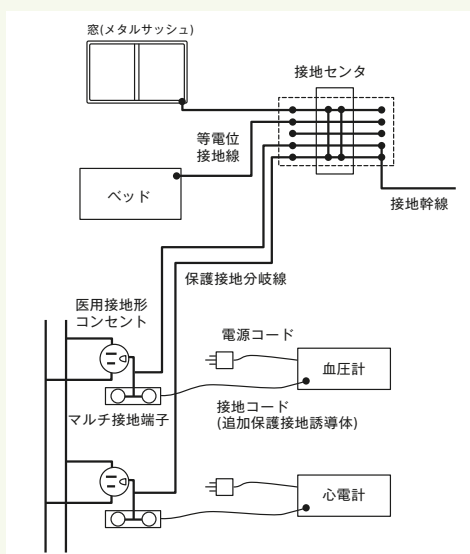 窓(メタルサッシュ)
接地センタ
等電位
接地線
ベッド
接地幹線
保護接地分岐線
医用接地形
コンセント
電源コード
血圧計
マルチ接地端子
接地コード
(追加保護接地誘導体)
心電計